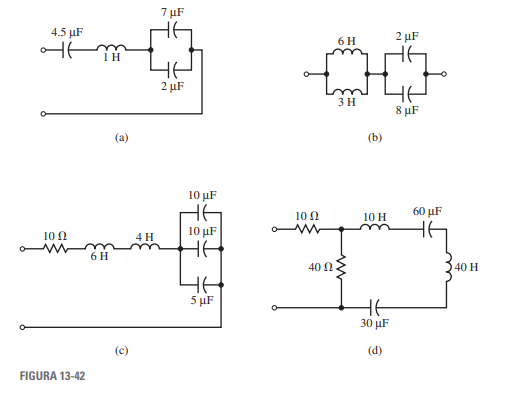 7 μF
4.5 μF
1 H
2 μF
(a)
6 H
2 μF
3 H
8 μF
(b)
10 μF
10 μF
10 Ω
6 H
4 H
5 μF
(c)
10 Ω
10 H
60 μF
40 Ω
40 H
30 μF
(d)
FIGURA 13-42